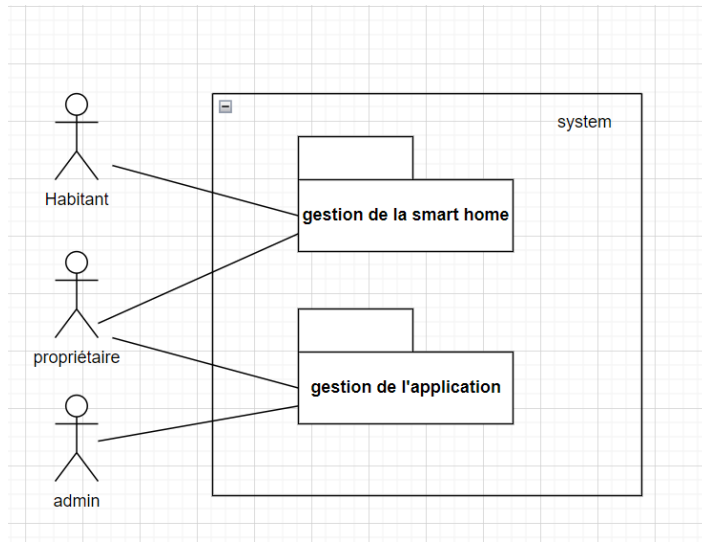 system
Habitant
gestion de la smart home
propriétaire
gestion de l'application
admin